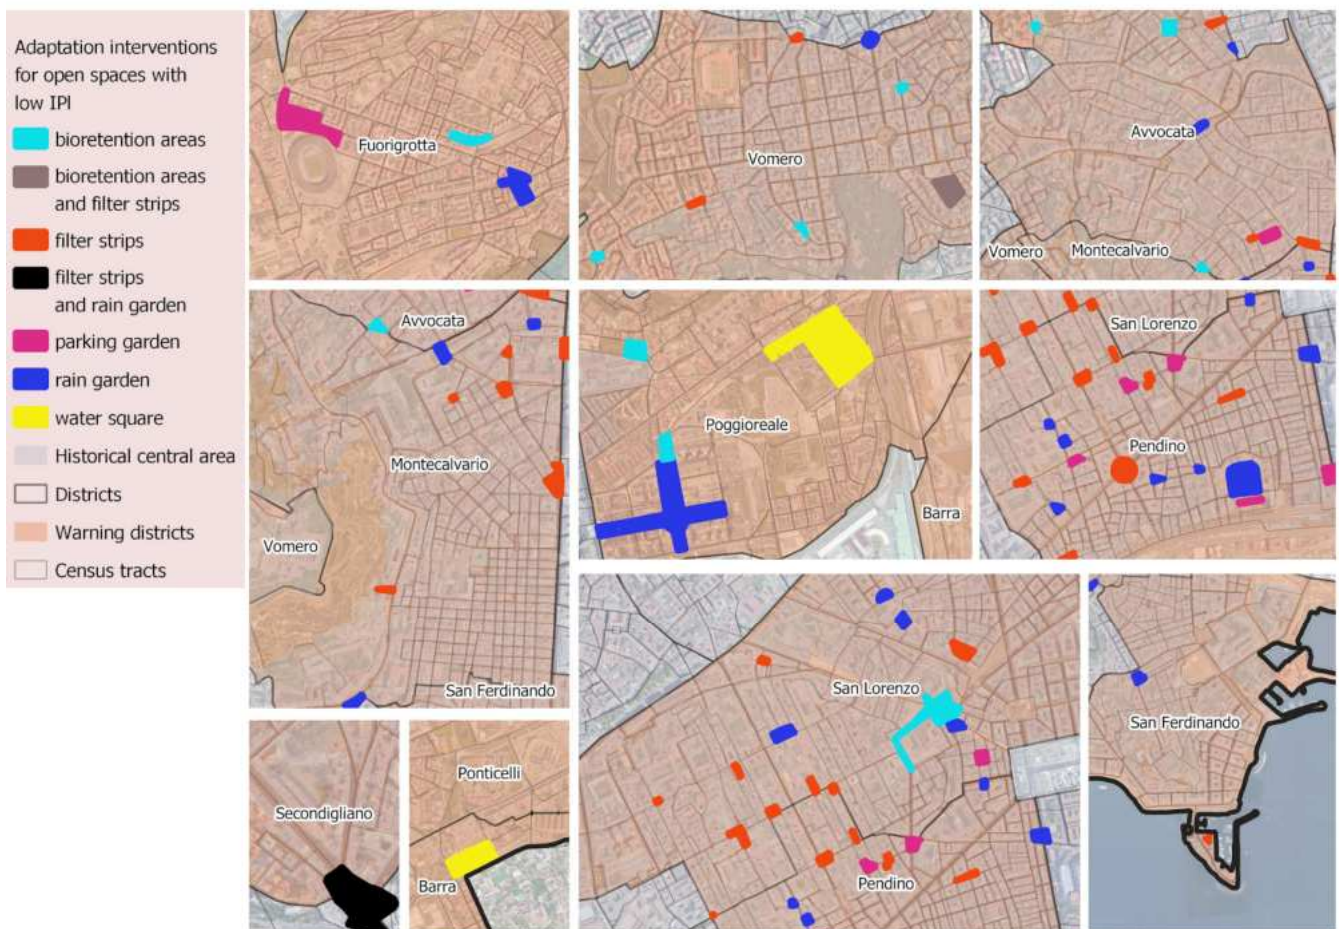 Adaptation interventions
for open spaces with
low IPI
bioretention areas
bioretention areas
and filter strips
filter strips
filter strips
and rain garden
parking garden
rain garden
water square
Historical central area
Districts
Warning districts
Census tracts
Fuorigrotta
Vomero
Avvocata
Vomero
Montecalvario
Avvocata
Montecalvario
Vomero
San Ferdinando
Poggioreale
Barra
San Lorenzo
Pendino
Secondigliano
Ponticelli
Barra
San Lorenzo
Pendino
San Ferdinando